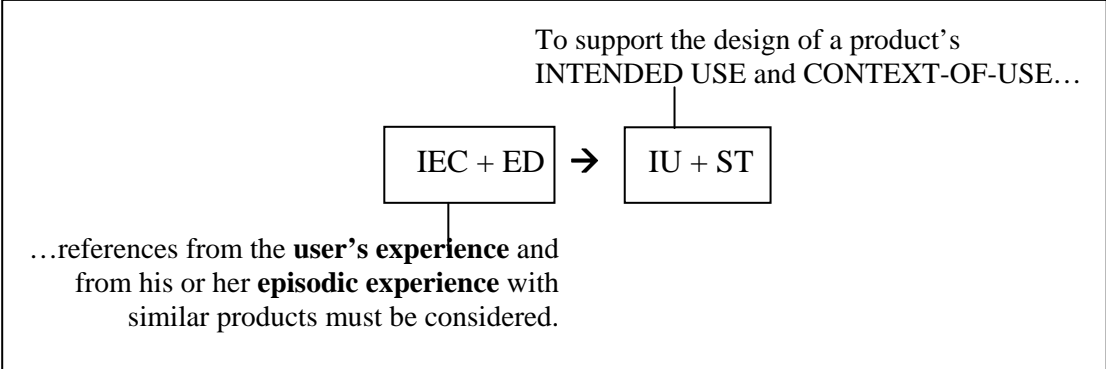 To support the design of a product’s
INTENDED USE and CONTEXT-OF-USE…
IEC + ED → IU + ST
…references from the user’s experience and
from his or her episodic experience with
similar products must be considered.